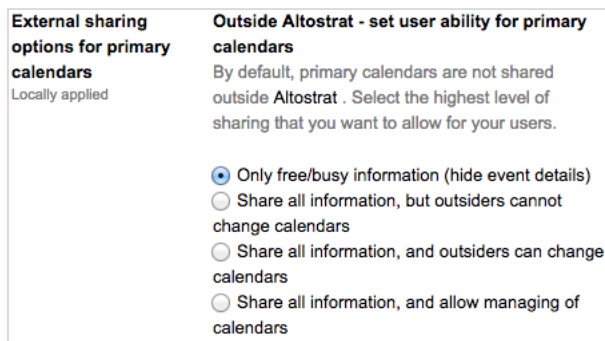 External sharing
options for primary
calendars
Locally applied
Outside Altostrat - set user ability for primary
calendars
By default, primary calendars are not shared
outside Altostrat . Select the highest level of
sharing that you want to allow for your users.
Only free/busy information (hide event details)
Share all information, but outsiders cannot
change calendars
Share all information, and outsiders can change
calendars
Share all information, and allow managing of
calendars